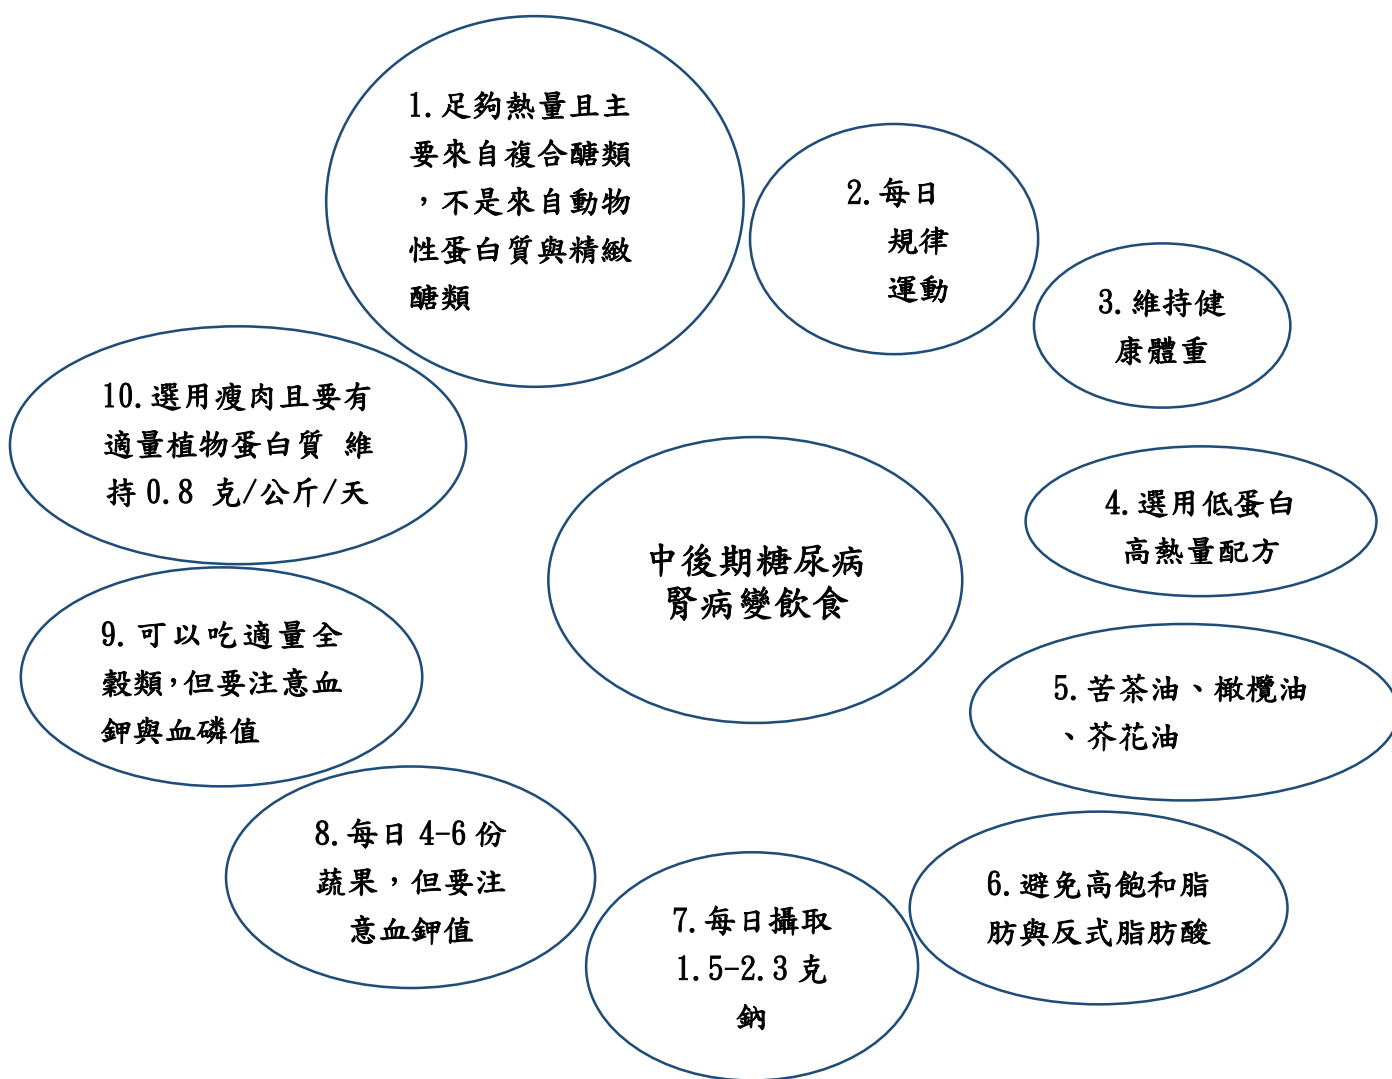 1.足夠熱量且主
要來自複合醣類
，不是來自動物
性蛋白質與精緻
醣類
2.每日
規律
運動
3.維持健
康體重
4.選用低蛋白
高熱量配方
5.苦茶油、橄欖油
、芥花油
6.避免高飽和脂
肪與反式脂肪酸
7.每日攝取
1.5-2.3 克
鈉
8.每日 4-6 份
蔬果，但要注
意血鉀值
9.可以吃適量全
穀類，但要注意血
鉀與血磷值
10.選用瘦肉且要有
適量植物蛋白質 維
持 0.8 克/公斤/天
中後期糖尿病
腎病變飲食